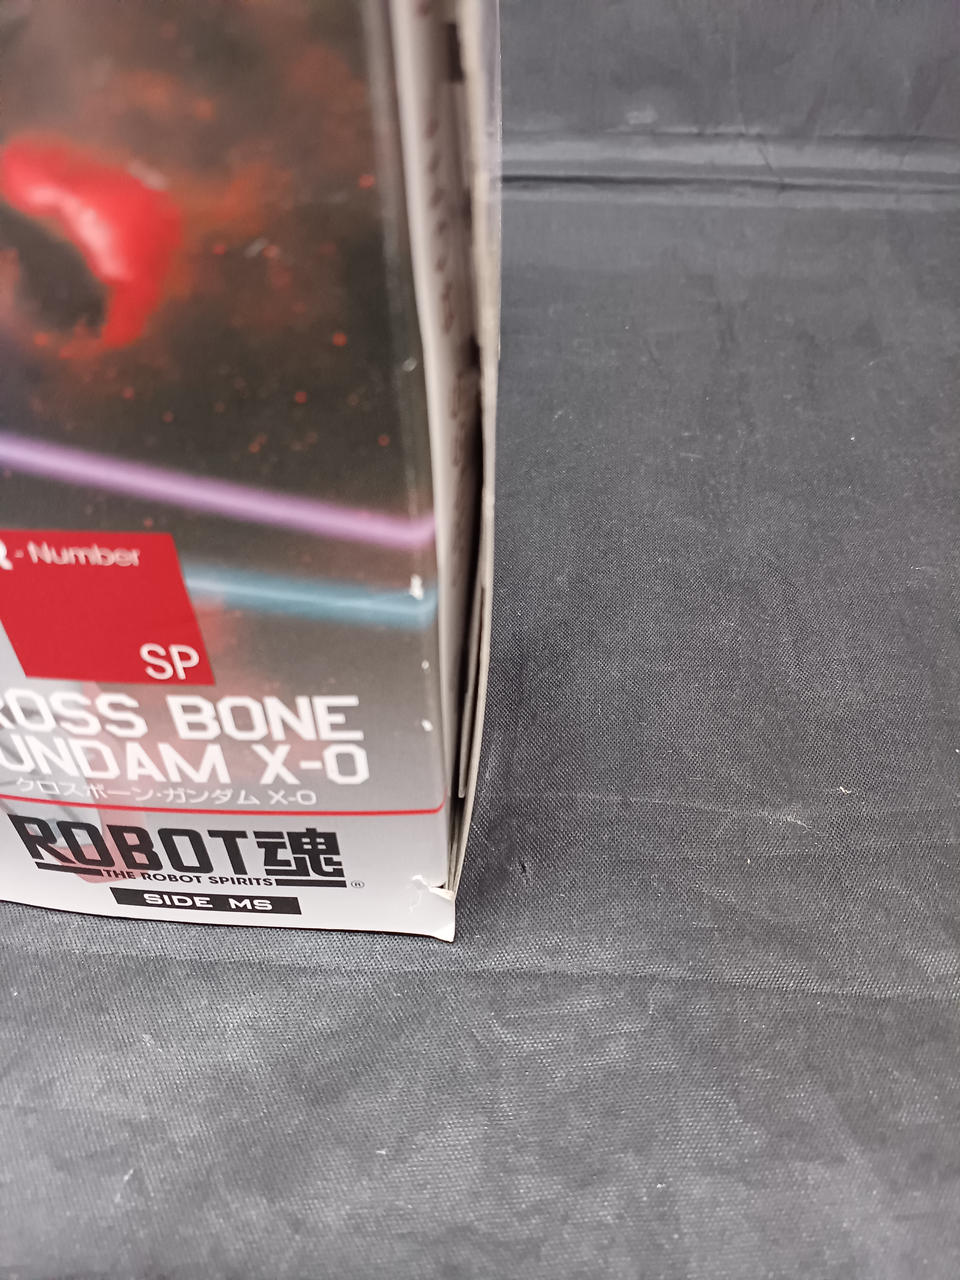 R-Number
SP
ROSS BONE
UNDAM X-0
クロスボーン・ガンダム X-0
ROBOT魂
THE ROBOT SPIRITS
®
SIDE MS